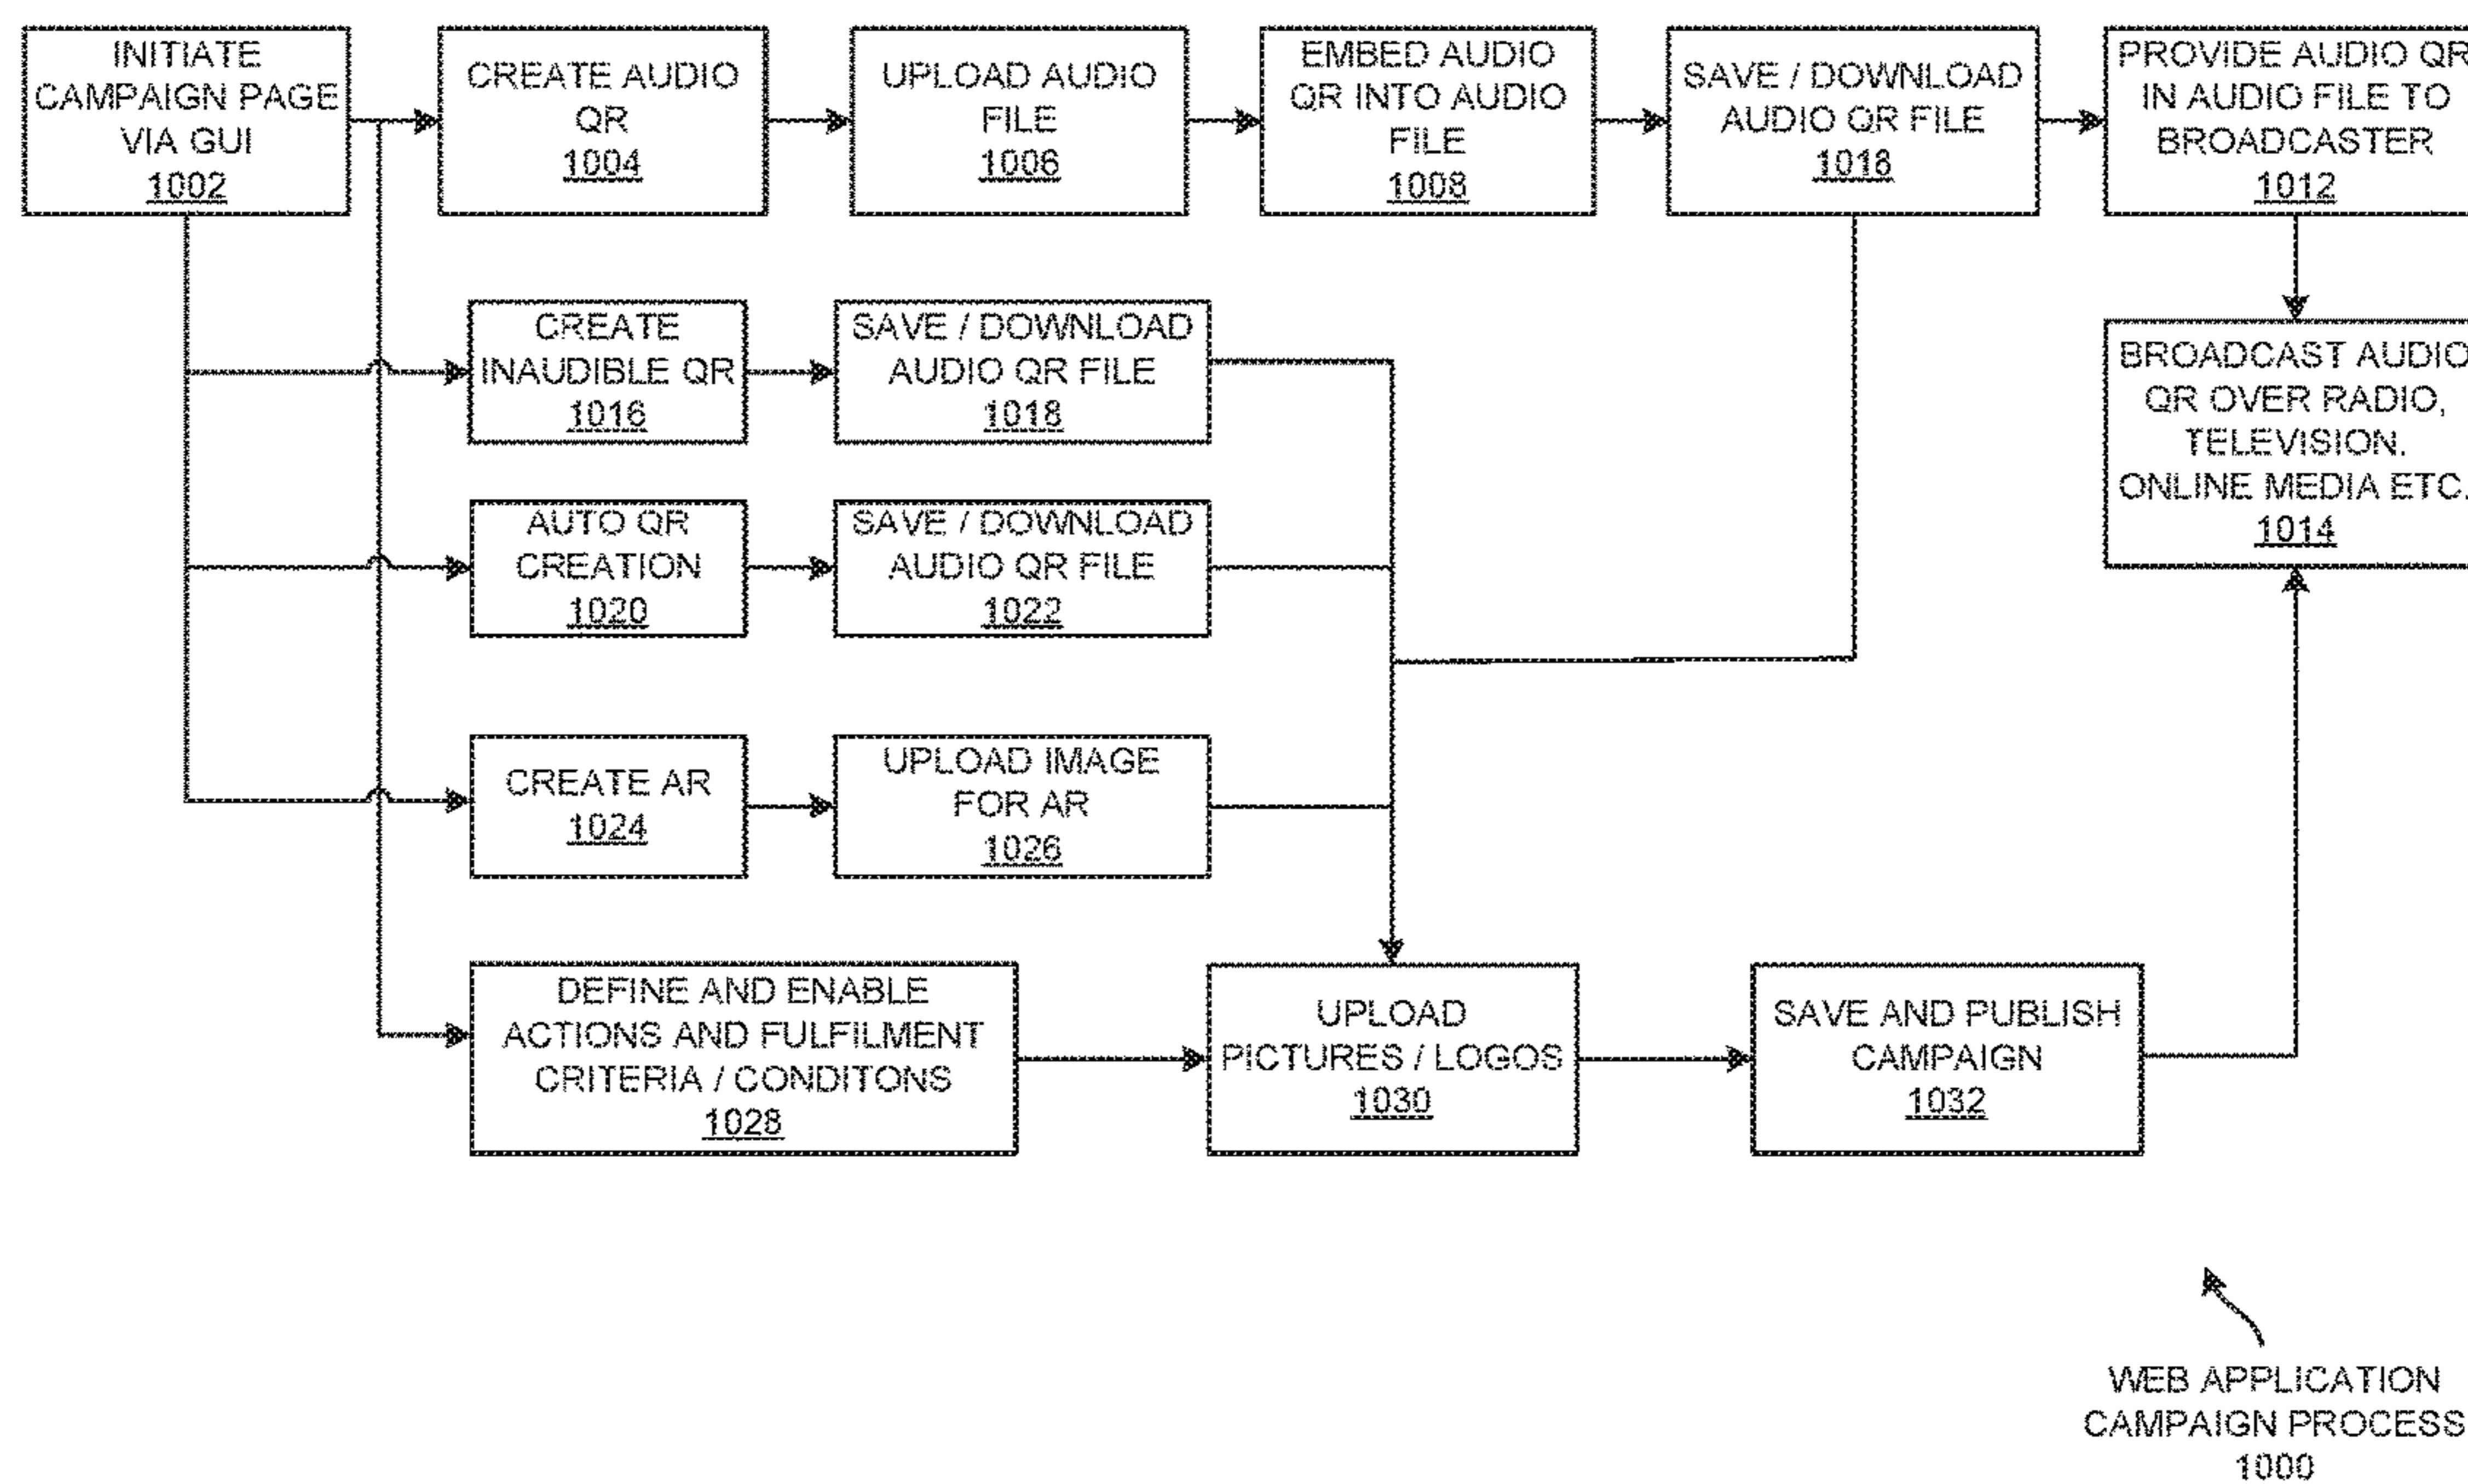 INITIATE
CAMPAIGN PAGE
VIA GUI
1002
CREATE AUDIO
QR
1004
UPLOAD AUDIO
FILE
1006
EMBED AUDIO
QR INTO AUDIO
FILE
1008
SAVE / DOWNLOAD
AUDIO QR FILE
1018
PROVIDE AUDIO QR
IN AUDIO FILE TO
BROADCASTER
1012
CREATE
INAUDIBLE QR
1016
SAVE / DOWNLOAD
AUDIO QR FILE
1018
BROADCAST AUDIO
QR OVER RADIO,
TELEVISION.
ONLINE MEDIA ETC.
1014
AUTO QR
CREATION
1020
SAVE / DOWNLOAD
AUDIO QR FILE
1022
CREATE AR
1024
UPLOAD IMAGE
FOR AR
1026
DEFINE AND ENABLE
ACTIONS AND FULFILMENT
CRITERIA / CONDITONS
1028
UPLOAD
PICTURES / LOGOS
1030
SAVE AND PUBLISH
CAMPAIGN
1032
WEB APPLICATION
CAMPAIGN PROCESS
1000